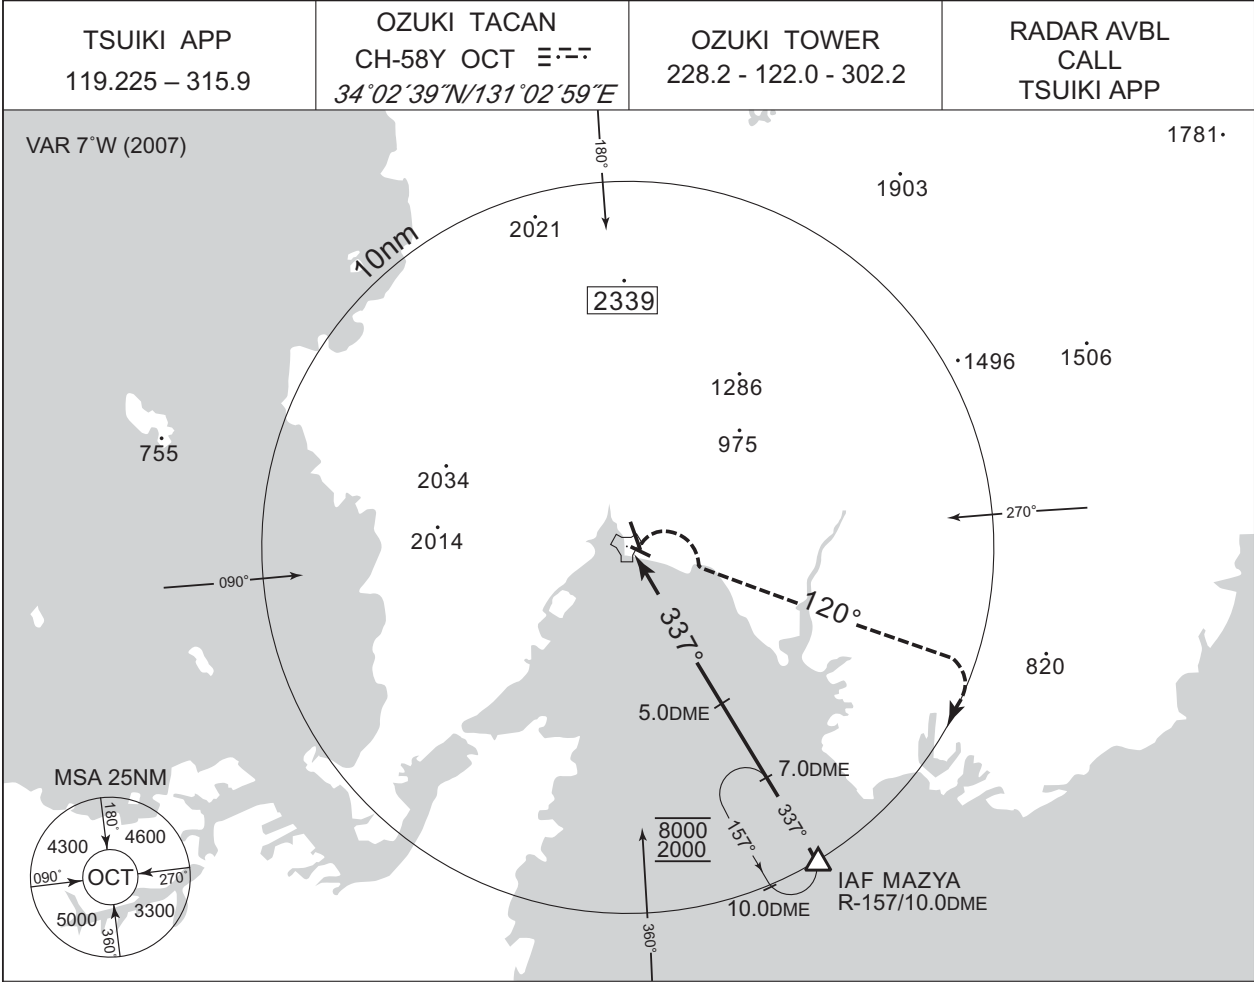 TSUIKI APP
119.225 – 315.9
OZUKI TACAN
CH-58Y OCT
34°02´39˝N/131°02´59˝E
OZUKI TOWER
228.2 - 122.0 - 302.2
RADAR AVBL
CALL
TSUIKI APP
VAR 7°W (2007)
180°
1781
1903
2021
10nm
2339
1496
1506
1286
975
755
2034
2014
270°
090°
120°
337°
820
5.0DME
7.0DME
337°
157°
8000
2000
IAF MAZYA
R-157/10.0DME
10.0DME
360°
MSA 25NM
180°
4300
4600
090°
OCT
270°
5000
3300
360°